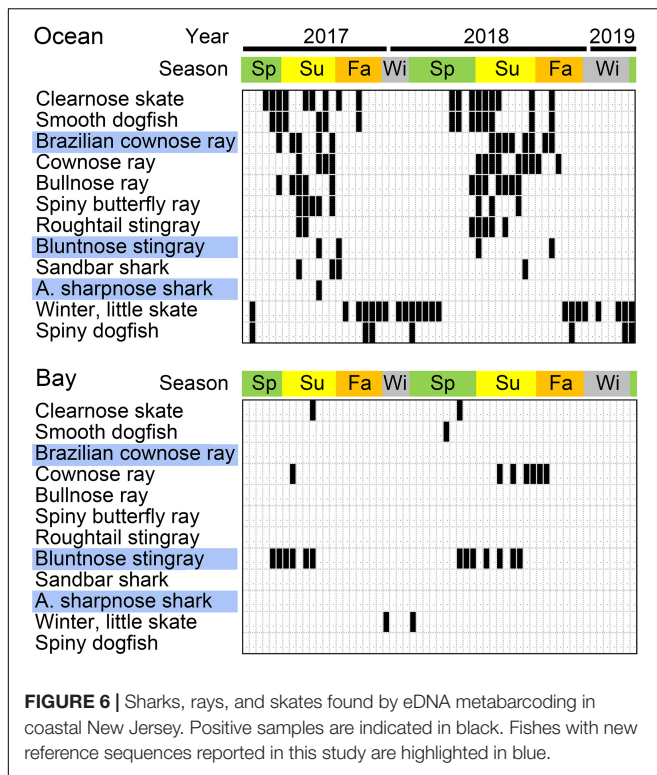 Ocean Year 2017 2018 2019
Season Sp Su Fa Wi Sp Su Fa Wi
Clearnose skate
Smooth dogfish
Brazilian cownose ray
Cownose ray
Bullnose ray
Spiny butterfly ray
Roughtail stingray
Bluntnose stingray
Sandbar shark
A. sharpnose shark
Winter, little skate
Spiny dogfish
Bay Season Sp Su Fa Wi Sp Su Fa Wi
Clearnose skate
Smooth dogfish
Brazilian cownose ray
Cownose ray
Bullnose ray
Spiny butterfly ray
Roughtail stingray
Bluntnose stingray
Sandbar shark
A. sharpnose shark
Winter, little skate
Spiny dogfish
FIGURE 6 | Sharks, rays, and skates found by eDNA metabarcoding in
coastal New Jersey. Positive samples are indicated in black. Fishes with new
reference sequences reported in this study are highlighted in blue.